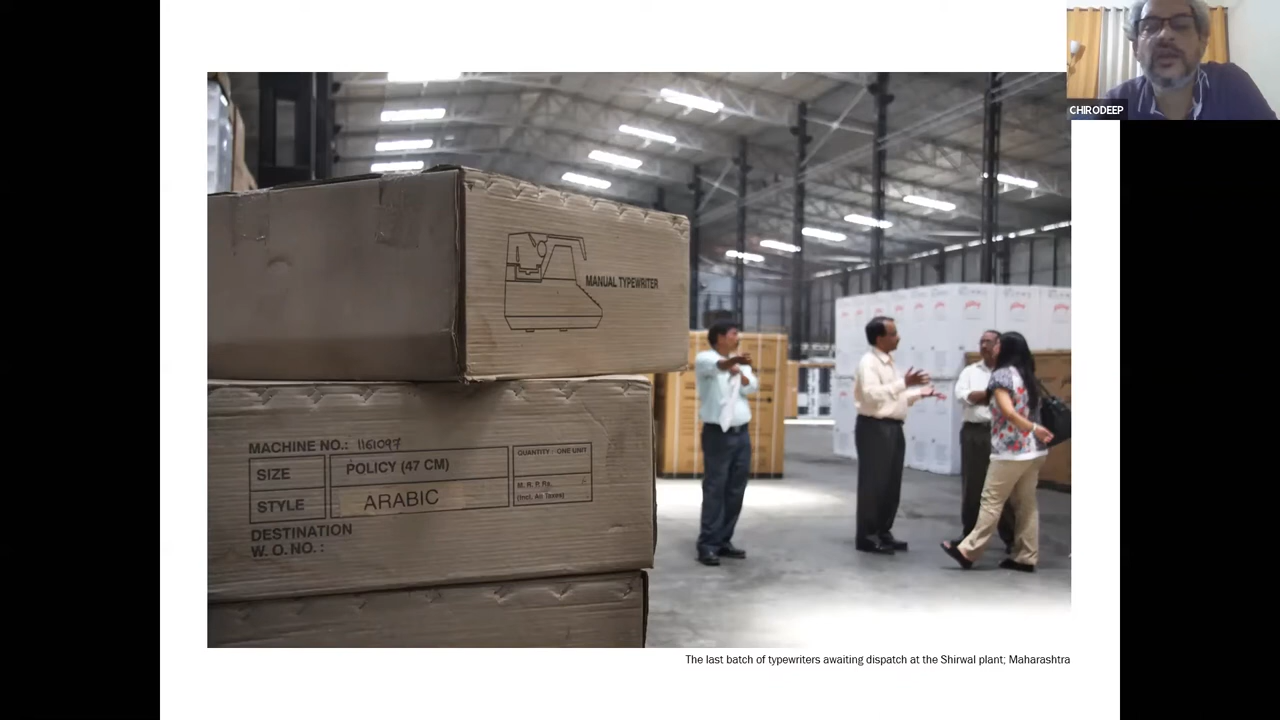 CHIRODEEP
MANUAL TYPEWRITER
MACHINE NO.: 1161097
SIZE
POLICY (47 CM)
QUANTITY - ONE UNIT
STYLE
ARABIC
M. R. P. Rs.
(Incl. All Taxes)
DESTINATION
W. O. NO. :
The last batch of typewriters awaiting dispatch at the Shirwal plant; Maharashtra